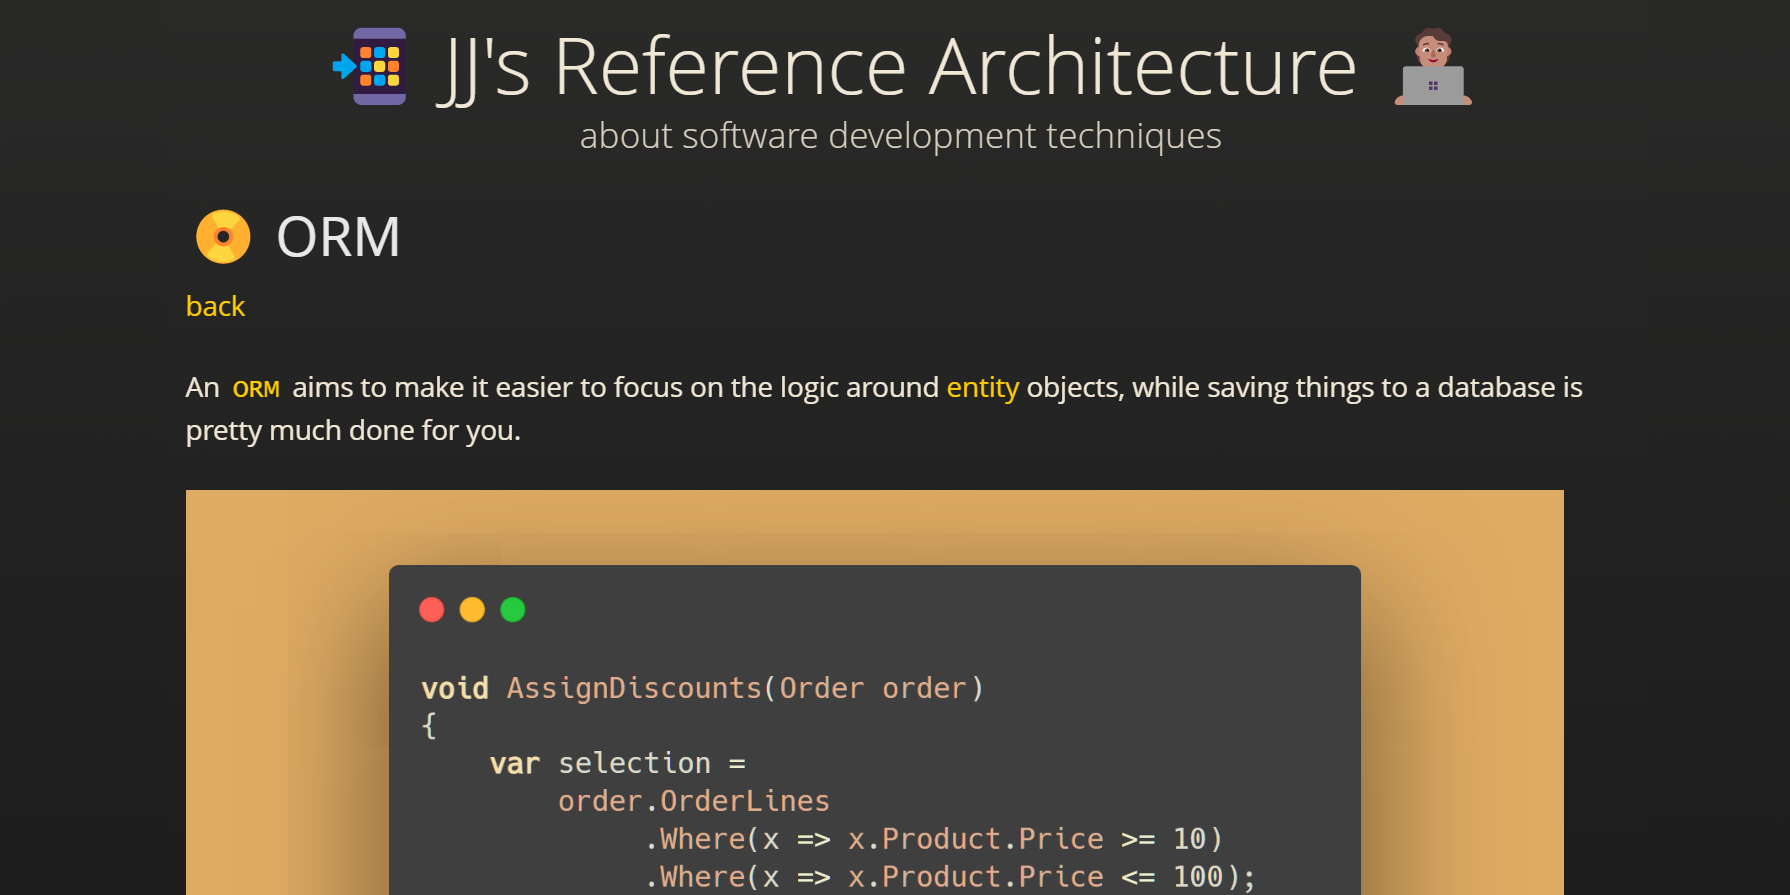 JJ's Reference Architecture
about software development techniques
ORM
back
An ORM aims to make it easier to focus on the logic around entity objects, while saving things to a database is
pretty much done for you.
void AssignDiscounts(Order order)
{
    var selection =
        order.OrderLines
             .Where(x => x.Product.Price >= 10)
             .Where(x => x.Product.Price <= 100);